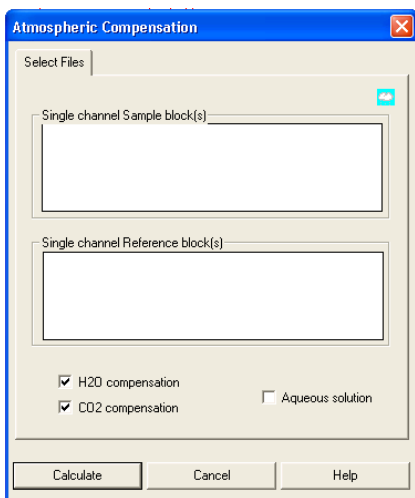 Atmospheric Compensation
Select Files
Single channel Sample block(s)
Single channel Reference block(s)
H2O compensation
CO2 compensation
Aqueous solution
Calculate
Cancel
Help